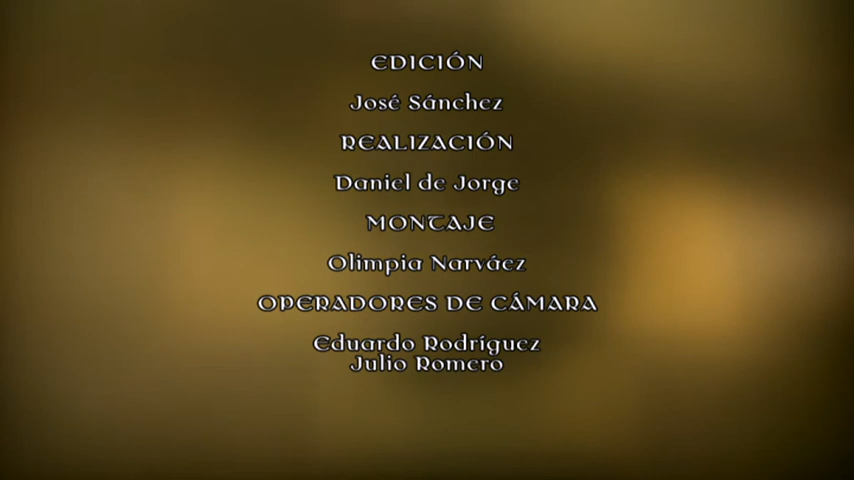 EDICIÓN
José Sánchez
REALIZACIÓN
Daniel de Jorge
MONTAJE
Olimpia Narváez
OPERADORES DE CÁMARA
Eduardo Rodríguez
Julio Romero